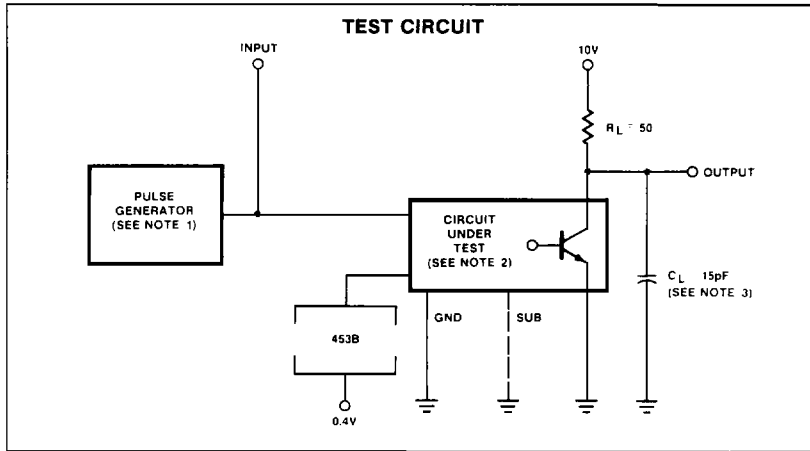 TEST CIRCUIT
INPUT
10V
RL = 50
OUTPUT
PULSE
GENERATOR
(SEE NOTE 1)
CIRCUIT
UNDER
TEST
(SEE NOTE 2)
CL 15pF
(SEE NOTE 3)
GND
SUB
453B
0.4V